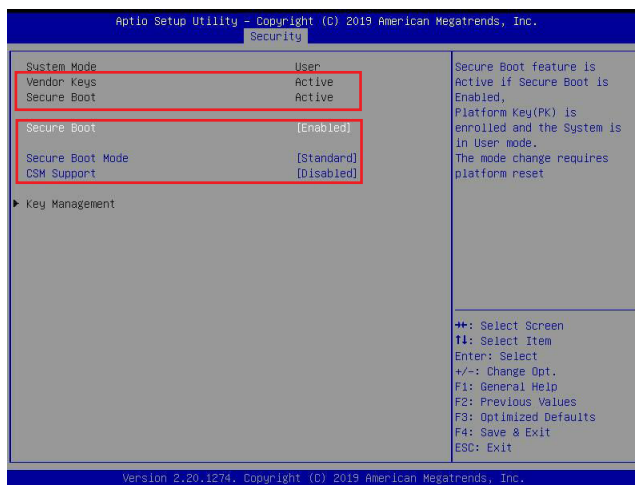 Aptio Setup Utility – Copyright (C) 2019 American Megatrends, Inc.
Security
System Mode User
Vendor Keys Active
Secure Boot Active
Secure Boot [Enabled]
Secure Boot Mode [Standard]
CSM Support [Disabled]
Key Management
Secure Boot feature is
Active if Secure Boot is
Enabled,
Platform Key(PK) is
enrolled and the System is
in User mode.
The mode change requires
platform reset
→←: Select Screen
↑↓: Select Item
Enter: Select
+/-: Change Opt.
F1: General Help
F2: Previous Values
F3: Optimized Defaults
F4: Save & Exit
ESC: Exit
Version 2.20.1274. Copyright (C) 2019 American Megatrends, Inc.